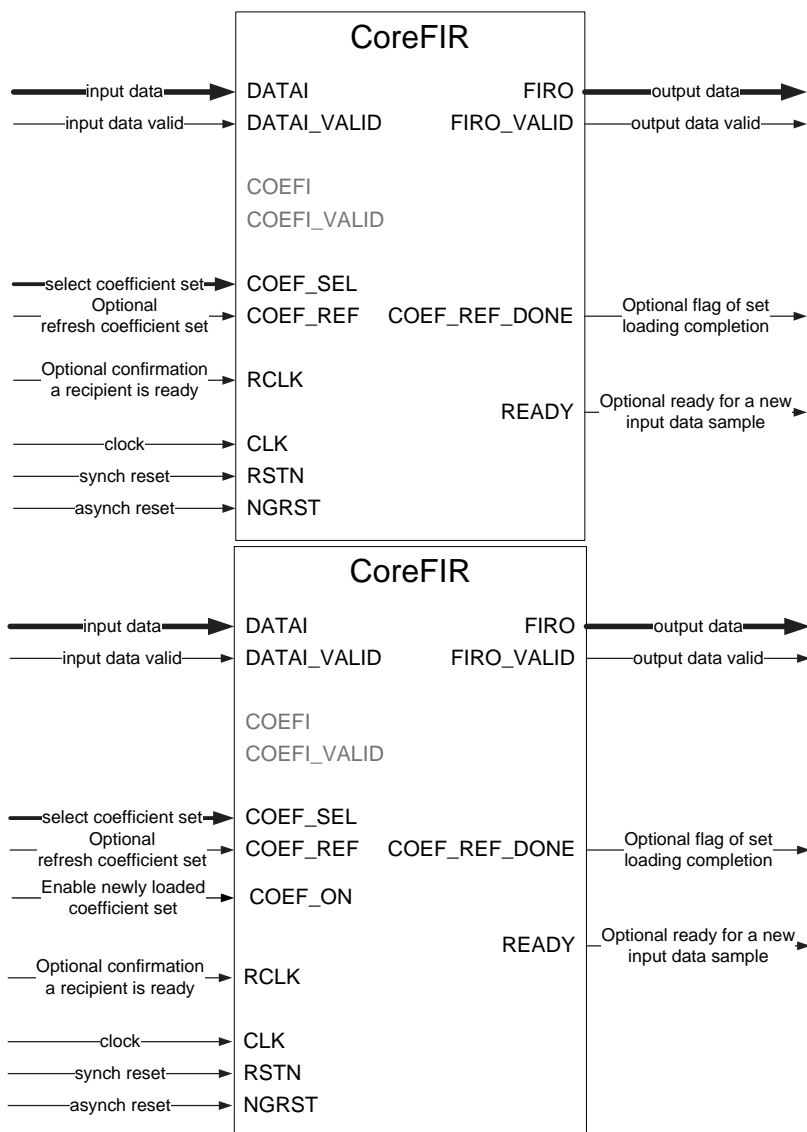 CoreFIR
input data DATAI FIRO output data
input data valid DATAI_VALID FIRO_VALID output data valid
COEFI
COEFI_VALID
select coefficient set COEF_SEL
Optional
refresh coefficient set COEF_REF COEF_REF_DONE Optional flag of set
loading completion
Optional confirmation
a recipient is ready RCLK
READY Optional ready for a new
input data sample
clock CLK
synch reset RSTN
asynch reset NGRST
CoreFIR
input data DATAI FIRO output data
input data valid DATAI_VALID FIRO_VALID output data valid
COEFI
COEFI_VALID
select coefficient set COEF_SEL
Optional
refresh coefficient set COEF_REF COEF_REF_DONE Optional flag of set
loading completion
Enable newly loaded
coefficient set COEF_ON
READY Optional ready for a new
input data sample
Optional confirmation
a recipient is ready RCLK
clock CLK
synch reset RSTN
asynch reset NGRST